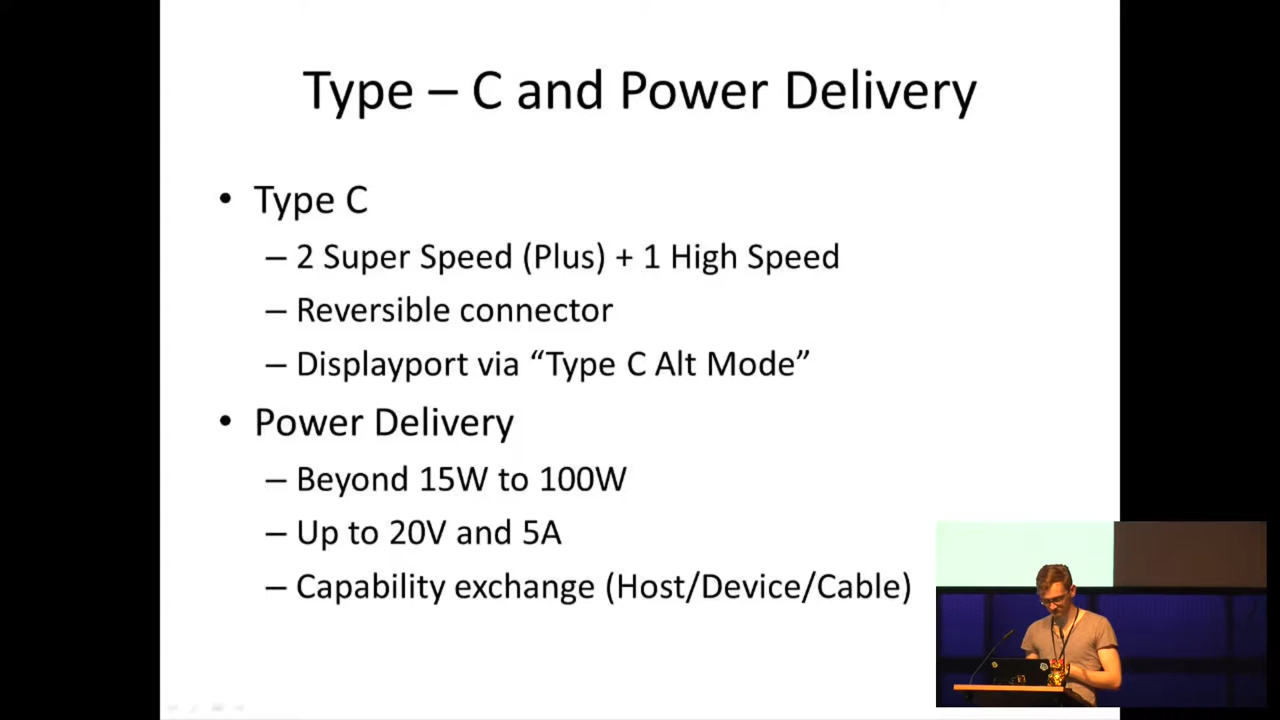 Type – C and Power Delivery
• Type C
– 2 Super Speed (Plus) + 1 High Speed
– Reversible connector
– Displayport via “Type C Alt Mode”
• Power Delivery
– Beyond 15W to 100W
– Up to 20V and 5A
– Capability exchange (Host/Device/Cable)